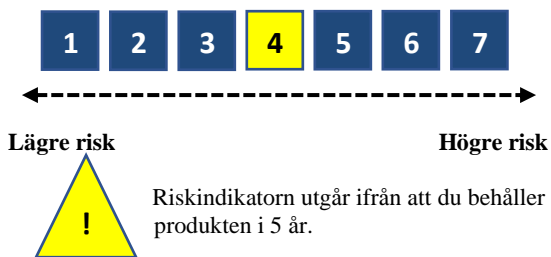 1 2 3 4 5 6 7
Lägre risk Högre risk
! Riskindikatorn utgår ifrån att du behåller
produkten i 5 år.